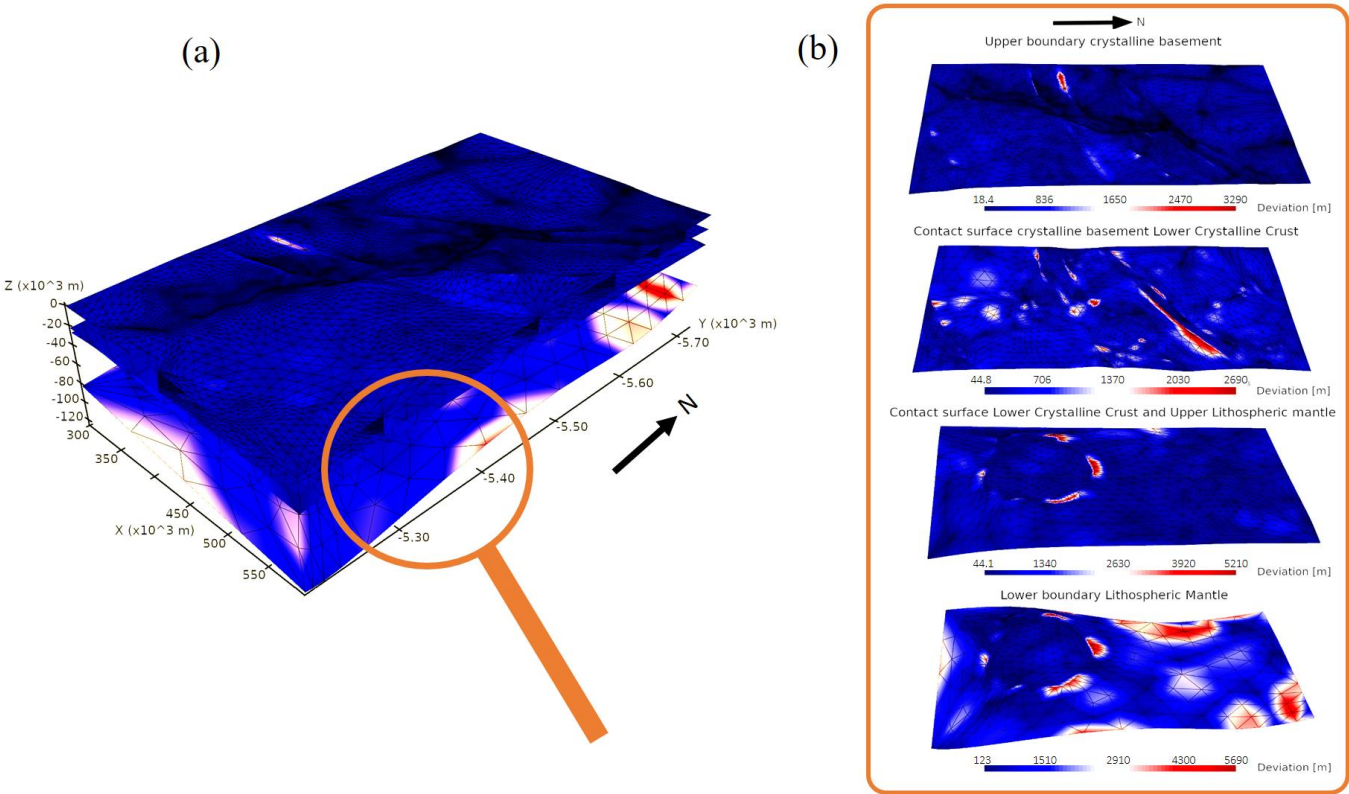 (a)
Z (x10^3 m)
0
-20
-40
-60
-80
-100
-120
300
350
450
500
550
X (x10^3 m)
Y (x10^3 m)
-5.70
-5.60
-5.50
-5.40
-5.30
N
(b)
N
Upper boundary crystalline basement
18.4 836 1650 2470 3290 Deviation [m]
Contact surface crystalline basement Lower Crystalline Crust
44.8 706 1370 2030 2690 Deviation [m]
Contact surface Lower Crystalline Crust and Upper Lithospheric mantle
44.1 1340 2630 3920 5210 Deviation [m]
Lower boundary Lithospheric Mantle
123 1510 2910 4300 5690 Deviation [m]